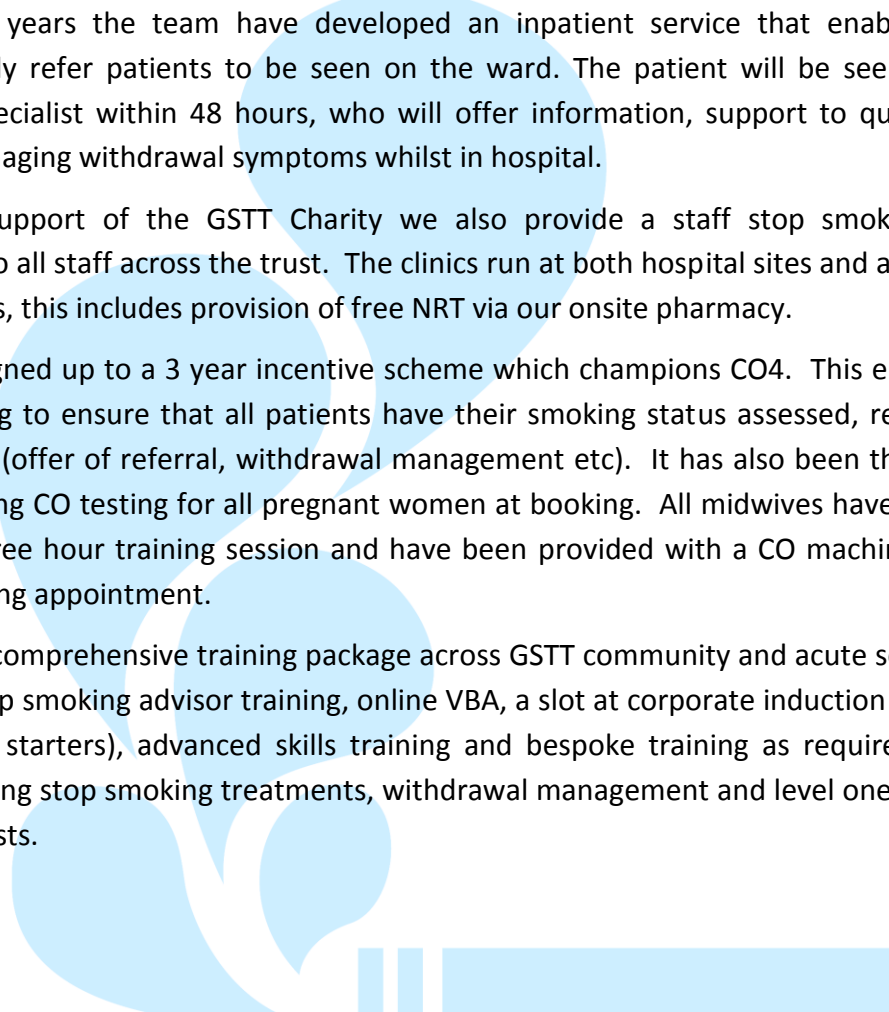 years the team have developed an inpatient service that enab
ly refer patients to be seen on the ward. The patient will be see
ecialist within 48 hours, who will offer information, support to qu
aging withdrawal symptoms whilst in hospital.
upport of the GSTT Charity we also provide a staff stop smok
o all staff across the trust. The clinics run at both hospital sites and a
s, this includes provision of free NRT via our onsite pharmacy.
gned up to a 3 year incentive scheme which champions CO4. This e
g to ensure that all patients have their smoking status assessed, re
(offer of referral, withdrawal management etc). It has also been th
ng CO testing for all pregnant women at booking. All midwives have
ree hour training session and have been provided with a CO machin
ng appointment.
comprehensive training package across GSTT community and acute s
p smoking advisor training, online VBA, a slot at corporate induction
starters), advanced skills training and bespoke training as require
ng stop smoking treatments, withdrawal management and level one
sts.